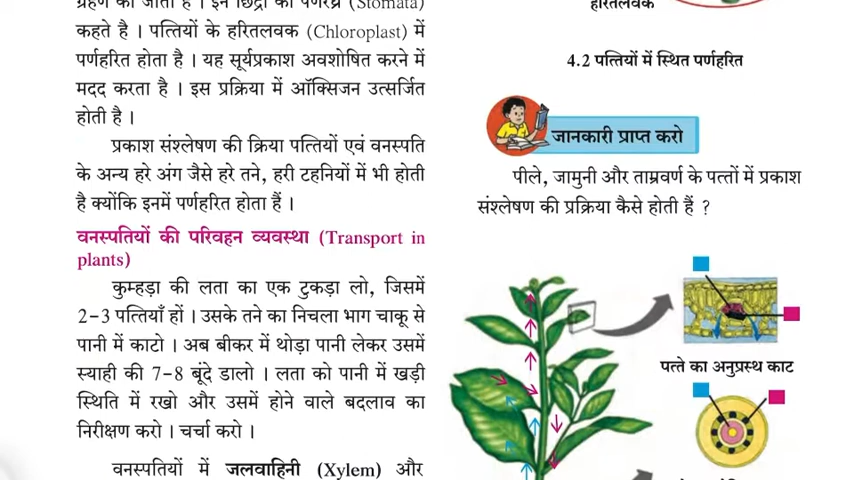 ग्रहण की जाती है । इन छिद्रों को पर्णरंध्र (Stomata)
कहते है । पत्तियों के हरितलवक (Chloroplast) में
पर्णहरित होता है । यह सूर्यप्रकाश अवशोषित करने में
मदद करता है । इस प्रक्रिया में ऑक्सिजन उत्सर्जित
होती है ।
प्रकाश संश्लेषण की क्रिया पत्तियों एवं वनस्पति
के अन्य हरे अंग जैसे हरे तने, हरी टहनियों में भी होती
है क्योंकि इनमें पर्णहरित होता हैं ।
वनस्पतियों की परिवहन व्यवस्था (Transport in
plants)
कुम्हड़ा की लता का एक टुकड़ा लो, जिसमें
2-3 पत्तियाँ हों । उसके तने का निचला भाग चाकू से
पानी में काटो । अब बीकर में थोड़ा पानी लेकर उसमें
स्याही की 7-8 बूंदे डालो । लता को पानी में खड़ी
स्थिति में रखो और उसमें होने वाले बदलाव का
निरीक्षण करो । चर्चा करो ।
वनस्पतियों में जलवाहिनी (Xylem) और
हरितलवक
4.2 पत्तियों में स्थित पर्णहरित
जानकारी प्राप्त करो
पीले, जामुनी और ताम्रवर्ण के पत्तों में प्रकाश
संश्लेषण की प्रक्रिया कैसे होती हैं ?
पत्ते का अनुप्रस्थ काट